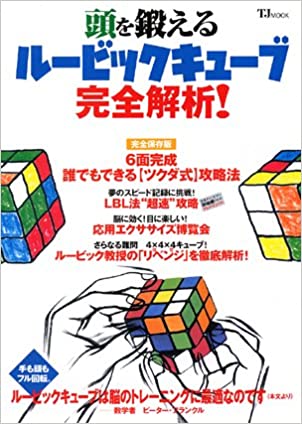 頭を鍛える
TJ MOOK
ルービックキューブ
完全解析!
完全保存版
6面完成
誰でもできる【ツクダ式】攻略法
夢のスピード記録に挑戦!
LBL法"超速"攻略
脳に効く!目に楽しい!
応用エクササイズ博覧会
さらなる難問 4×4×4キューブ!
ルービック教授の「リベンジ」を徹底解析!
手も頭も
フル回転。
ルービックキューブは脳のトレーニングに最適なのです(本文より)
数学者 ピーター・フランクル